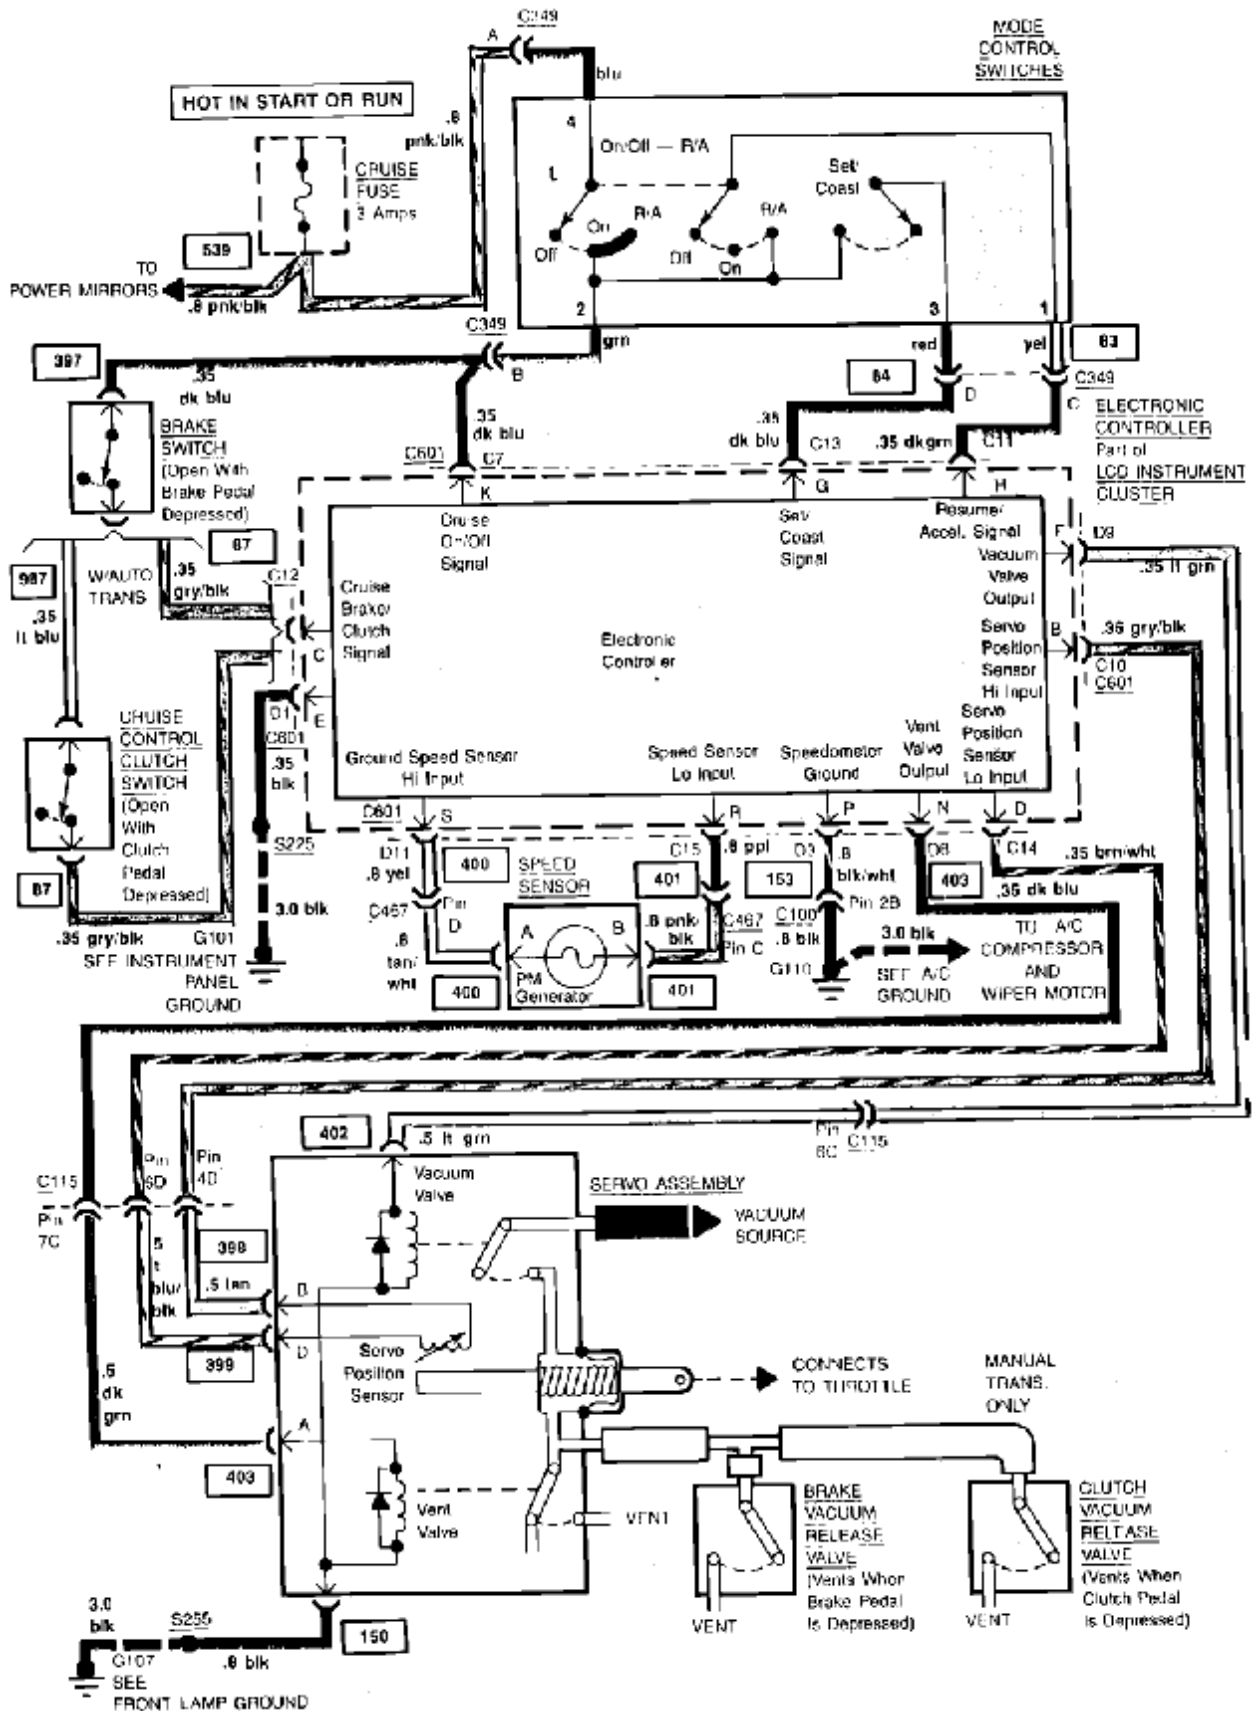 C349
A
blu
MODE
CONTROL
SWITCHES
HOT IN START OR RUN
.8
pnk/blk
CRUISE
FUSE
3 Amps
539
TO
POWER MIRRORS
.8 pnk/blk
4
On/Off — R/A
Set/
Coast
On
R/A
Off
R/A
Off
On
2
3
1
C349
grn
B
red
yel
83
84
D
C349
C
397
.35
dk blu
BRAKE
SWITCH
(Open With
Brake Pedal
Depressed)
.35
dk blu
C601
C7
.35
dk blu
C13
.35 dkgrn
C11
ELECTRONIC
CONTROLLER
Part of
LCD INSTRUMENT
CLUSTER
K
G
H
Cruise
On/Off
Signal
Set/
Coast
Signal
Resume/
Accel. Signal
F
D9
Vacuum
Valve
Output
.35 lt grn
87
987
W/AUTO
TRANS
.35
gry/blk
C12
.35
lt blu
Cruise
Brake/
Clutch
Signal
C
Electronic
Controller
Servo
Position
Sensor
Hi Input
B
.35 gry/blk
C10
C601
D1
C601
E
.35
blk
CRUISE
CONTROL
CLUTCH
SWITCH
(Open
With
Clutch
Pedal
Depressed)
Ground Speed Sensor
Hi Input
Speed Sensor
Lo Input
Speedometer
Ground
Vent
Valve
Output
Servo
Position
Sensor
Lo Input
C601
S
R
P
N
D
S225
D11
.8 yel
400
SPEED
SENSOR
C15
.8 ppl
401
D3
.8
blk/wht
153
D8
403
C14
.35 brn/wht
.35 dk blu
87
3.0 blk
C467
Pin
D
A
B
.8 pnk/
blk
C467
Pin C
C100
Pin 2B
.8 blk
3.0 blk
TO A/C
COMPRESSOR
AND
WIPER MOTOR
.35 gry/blk
G101
SEE INSTRUMENT
PANEL
GROUND
.8
tan/
wht
400
PM
Generator
401
G110
SEE A/C
GROUND
402
.5 lt grn
Pin
6C
C115
C115
Pin
7C
Pin
6D
Pin
4D
Vacuum
Valve
SERVO ASSEMBLY
VACUUM
SOURCE
398
.5 tan
blu/
blk
B
D
399
Servo
Position
Sensor
CONNECTS
TO THROTTLE
MANUAL
TRANS.
ONLY
.5
dk
grn
A
403
Vent
Valve
VENT
BRAKE
VACUUM
RELEASE
VALVE
(Vents When
Brake Pedal
Is Depressed)
CLUTCH
VACUUM
RELEASE
VALVE
(Vents When
Clutch Pedal
Is Depressed)
VENT
VENT
3.0
blk
S255
150
G107
.8 blk
SEE
FRONT LAMP GROUND